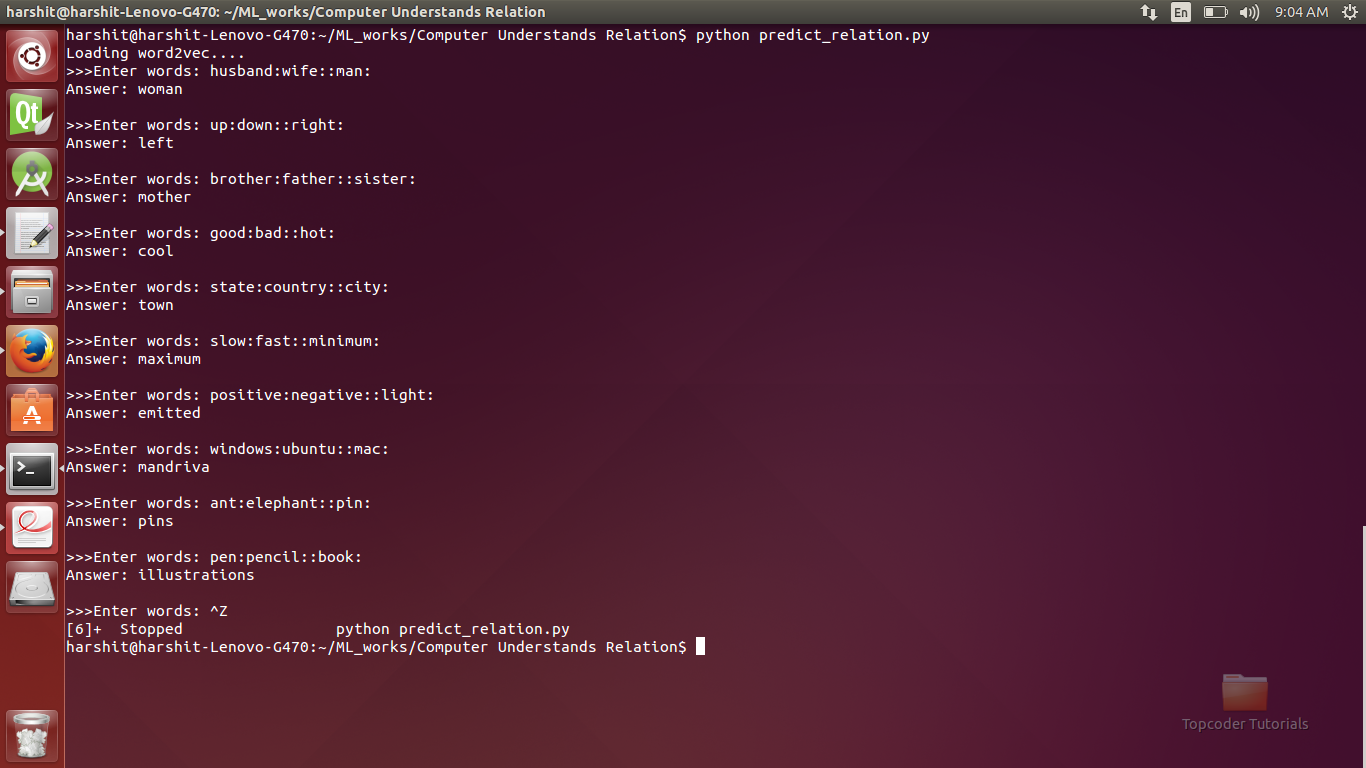 harshit@harshit-Lenovo-G470: ~/ML_works/Computer Understands Relation
En
9:04 AM
harshit@harshit-Lenovo-G470:~/ML_works/Computer Understands Relation$ python predict_relation.py
Loading word2vec....
>>>Enter words: husband:wife::man:
Answer: woman
>>>Enter words: up:down::right:
Answer: left
>>>Enter words: brother:father::sister:
Answer: mother
>>>Enter words: good:bad::hot:
Answer: cool
>>>Enter words: state:country::city:
Answer: town
>>>Enter words: slow:fast::minimum:
Answer: maximum
>>>Enter words: positive:negative::light:
Answer: emitted
>>>Enter words: windows:ubuntu::mac:
Answer: mandriva
>>>Enter words: ant:elephant::pin:
Answer: pins
>>>Enter words: pen:pencil::book:
Answer: illustrations
>>>Enter words: ^Z
[6]+  Stopped                 python predict_relation.py
harshit@harshit-Lenovo-G470:~/ML_works/Computer Understands Relation$
Qt
A
>_
Topcoder Tutorials